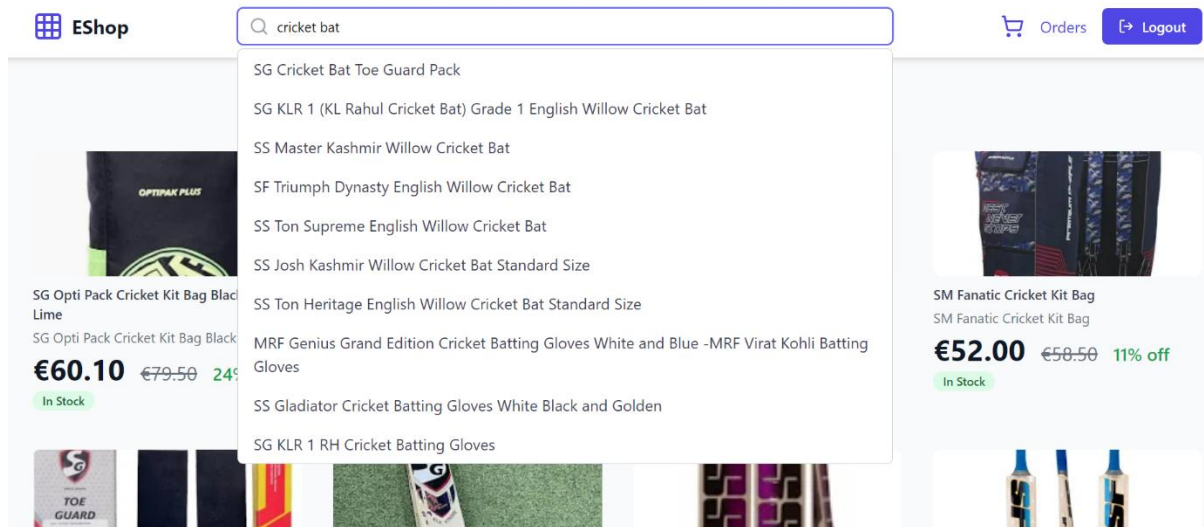 EShop
cricket bat
Orders
Logout
SG Cricket Bat Toe Guard Pack
SG KLR 1 (KL Rahul Cricket Bat) Grade 1 English Willow Cricket Bat
SS Master Kashmir Willow Cricket Bat
SF Triumph Dynasty English Willow Cricket Bat
SS Ton Supreme English Willow Cricket Bat
SS Josh Kashmir Willow Cricket Bat Standard Size
SS Ton Heritage English Willow Cricket Bat Standard Size
MRF Genius Grand Edition Cricket Batting Gloves White and Blue -MRF Virat Kohli Batting
Gloves
SS Gladiator Cricket Batting Gloves White Black and Golden
SG KLR 1 RH Cricket Batting Gloves
OPTIPAK PLUS
SG Opti Pack Cricket Kit Bag Blac
Lime
SG Opti Pack Cricket Kit Bag Black
€60.10 €79.50 24%
In Stock
NEVER
STOPS
SM Fanatic Cricket Kit Bag
SM Fanatic Cricket Kit Bag
€52.00 €58.50 11% off
In Stock
SG
TOE
GUARD
SG
SF